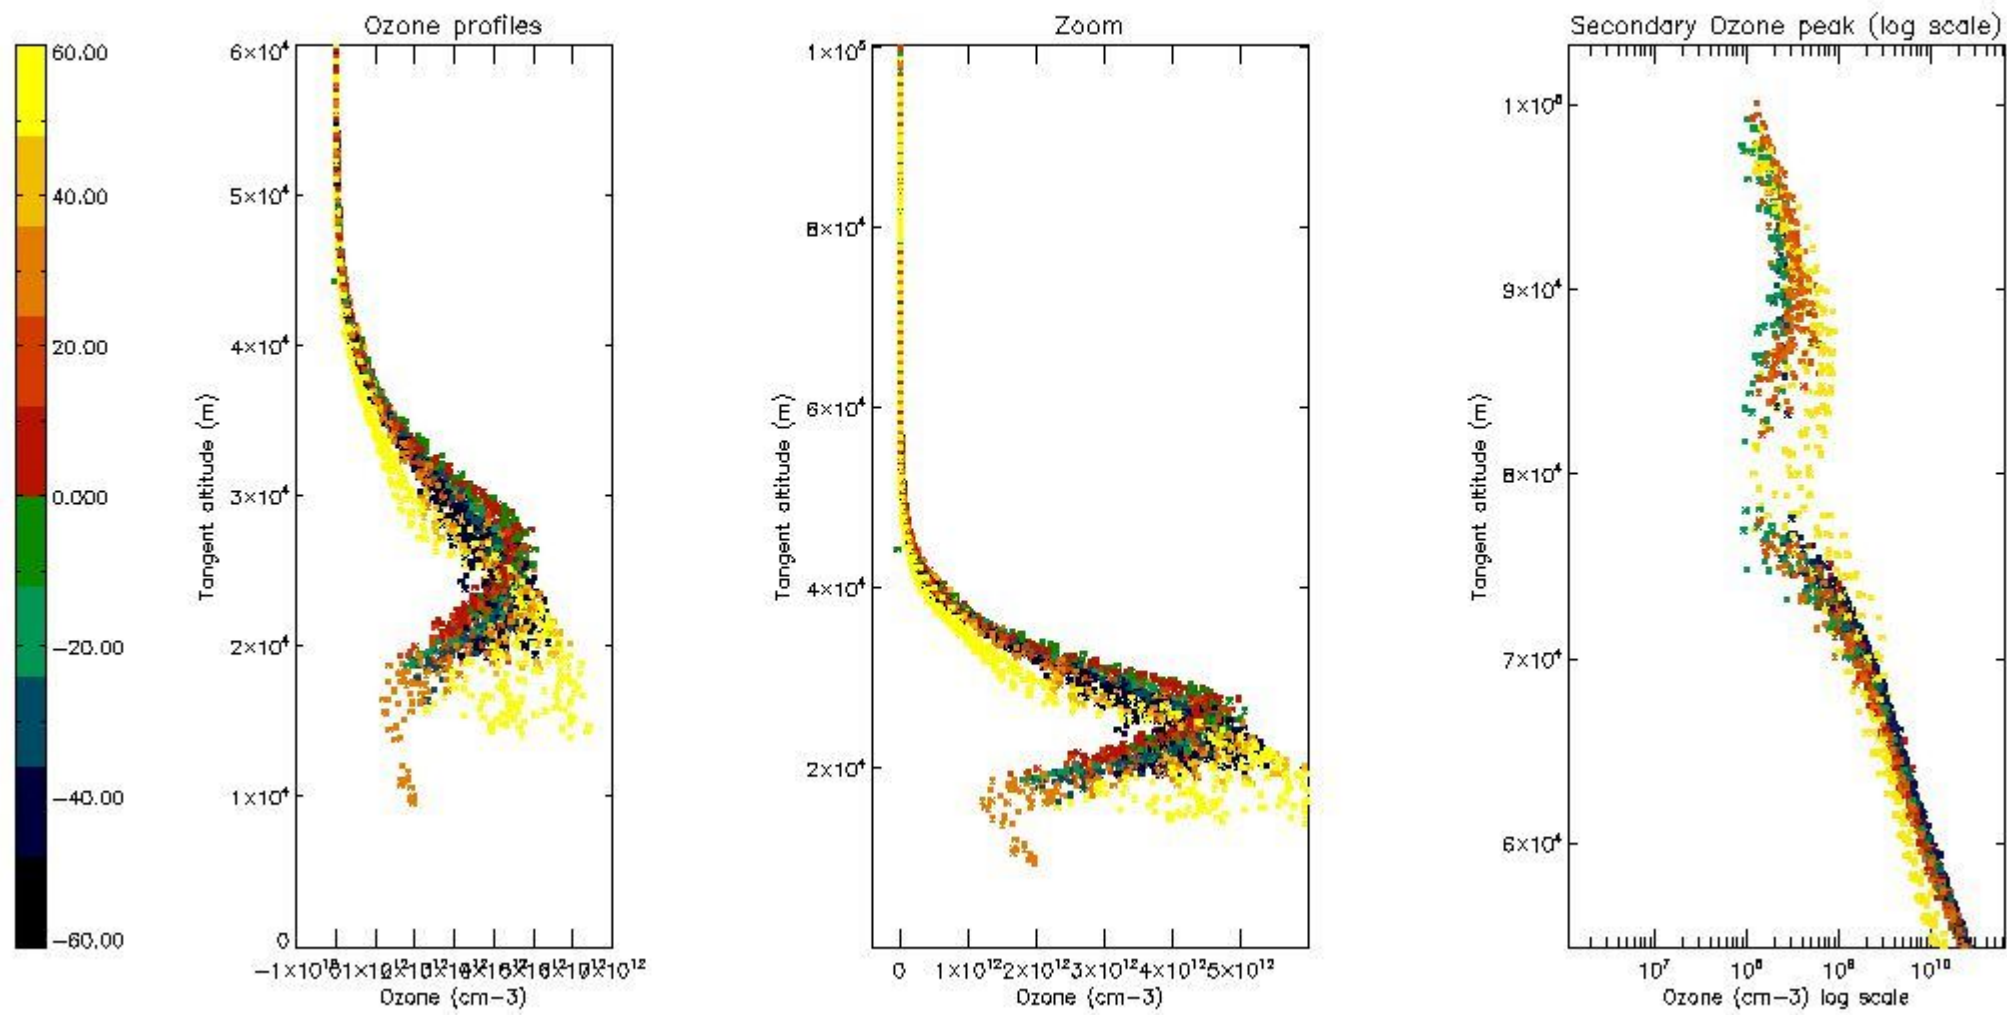 Ozone profiles
Zoom
Secondary Ozone peak (log scale)
60.00
40.00
20.00
−20.00
−40.00
−60.00
6×10⁴
5×10⁴
4×10⁴
3×10⁴
2×10⁴
1×10⁴
0
Tangent altitude (m)
Ozone (cm−3)
1×10⁵
8×10⁴
6×10⁴
4×10⁴
2×10⁴
Tangent altitude (m)
0 1×10¹² 2×10¹² 3×10¹² 4×10¹² 5×10¹²
Ozone (cm−3)
9×10⁴
8×10⁴
7×10⁴
6×10⁴
Tangent altitude (m)
10⁷ 10⁸ 10⁹ 10¹⁰
Ozone (cm−3) log scale